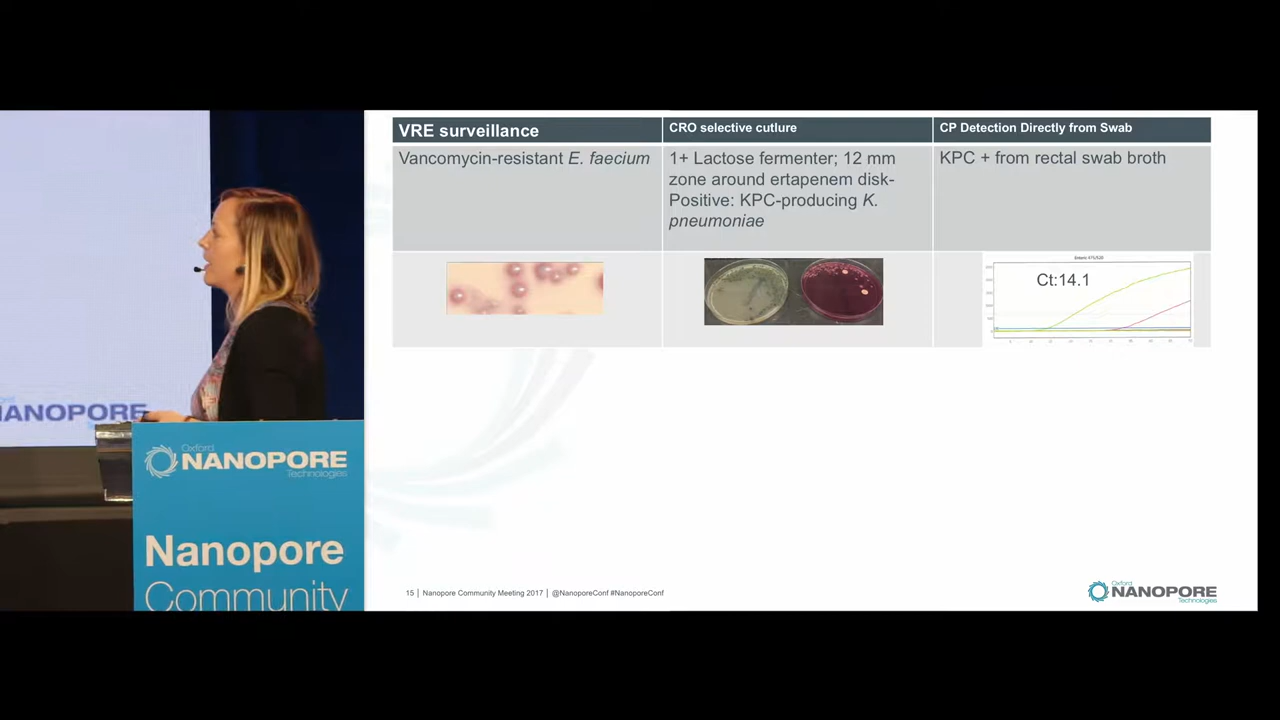 VRE surveillance
CRO selective cutlure
CP Detection Directly from Swab
Vancomycin-resistant E. faecium
1+ Lactose fermenter; 12 mm
zone around ertapenem disk-
Positive: KPC-producing K.
pneumoniae
KPC + from rectal swab broth
Ct:14.1
15 | Nanopore Community Meeting 2017 | @NanoporeConf #NanoporeConf
Oxford
NANOPORE
Technologies
ANOPORE
Oxford
NANOPORE
Technologies
Nanopore
Community